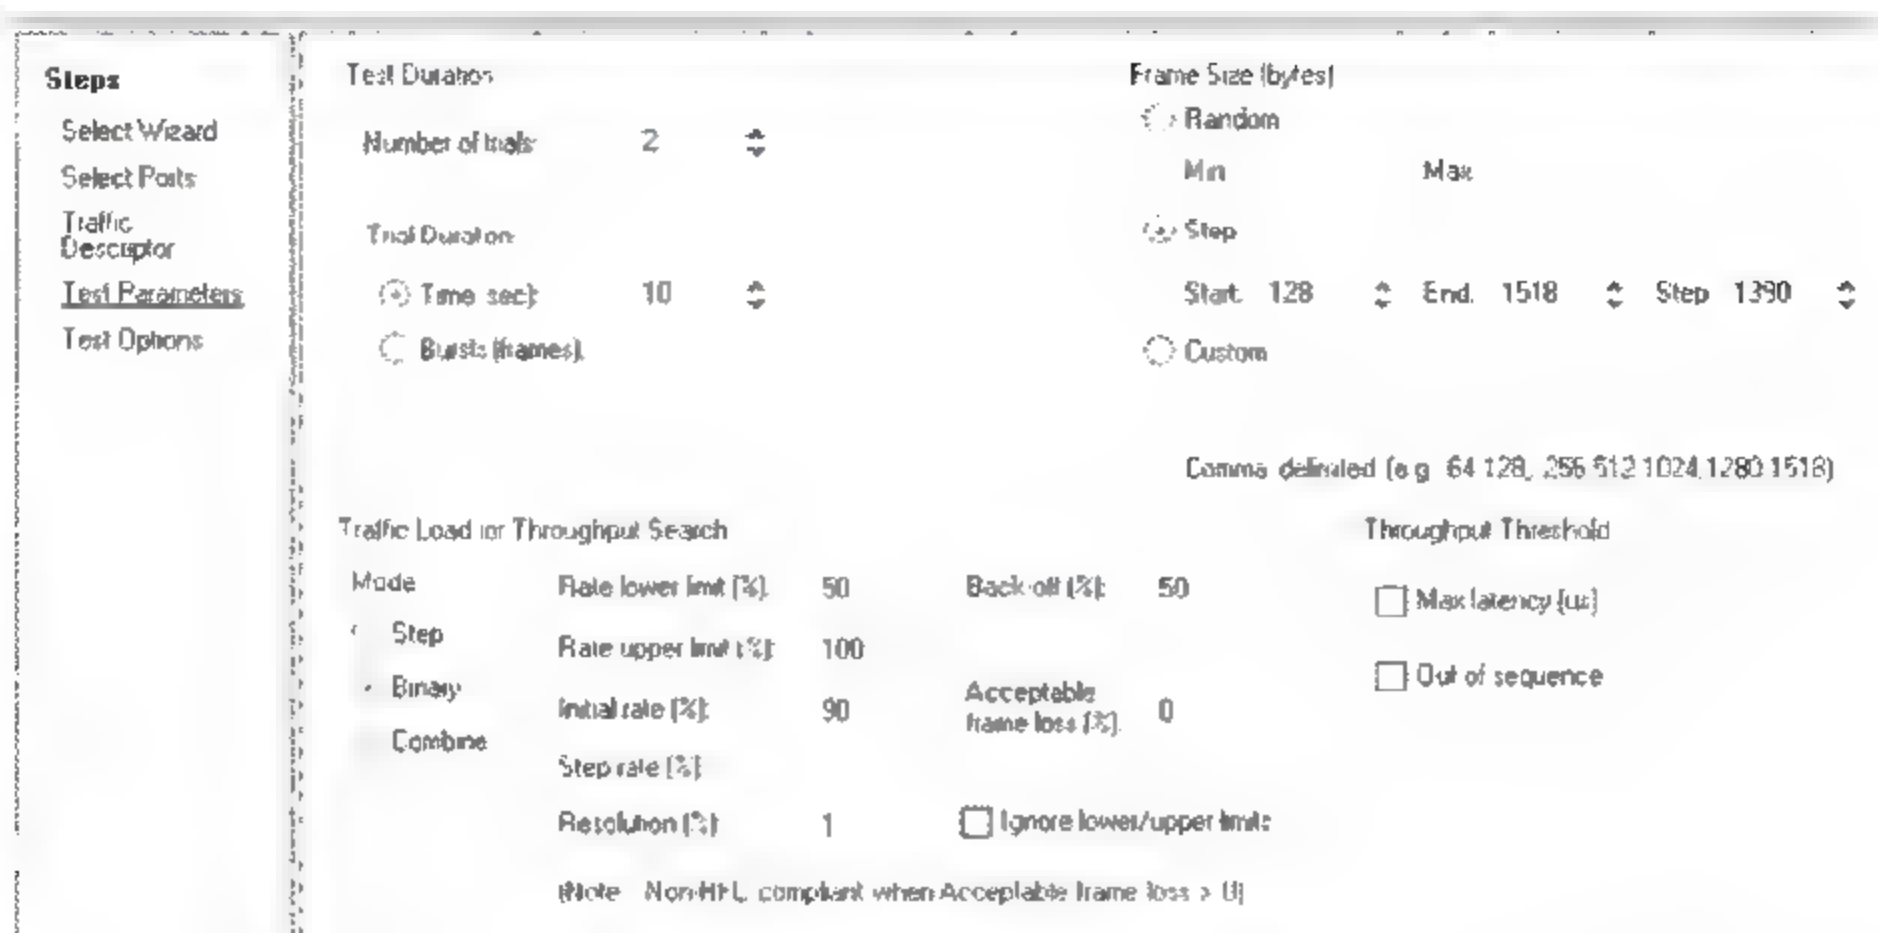 Steps
Select Wizard
Select Ports
Traffic
Descriptor
Test Parameters
Test Options
Test Duration
Number of trials: 2
Trial Duration:
Time (sec): 10
Bursts (frames):
Frame Size (bytes)
Random
Min Max
Step
Start: 128 End: 1518 Step 1390
Custom
Comma delimited (e.g. 64,128, 256,512,1024,1280,1518)
Traffic Load for Throughput Search
Mode
Step
Binary
Combine
Rate lower limit (%): 50
Rate upper limit (%): 100
Initial rate (%): 90
Step rate (%):
Resolution (%): 1
Back-off (%): 50
Acceptable
frame loss (%): 0
Ignore lower/upper limits
(Note: compliant when Acceptable frame loss > 0)
Throughput Threshold
Max latency (us)
Out of sequence